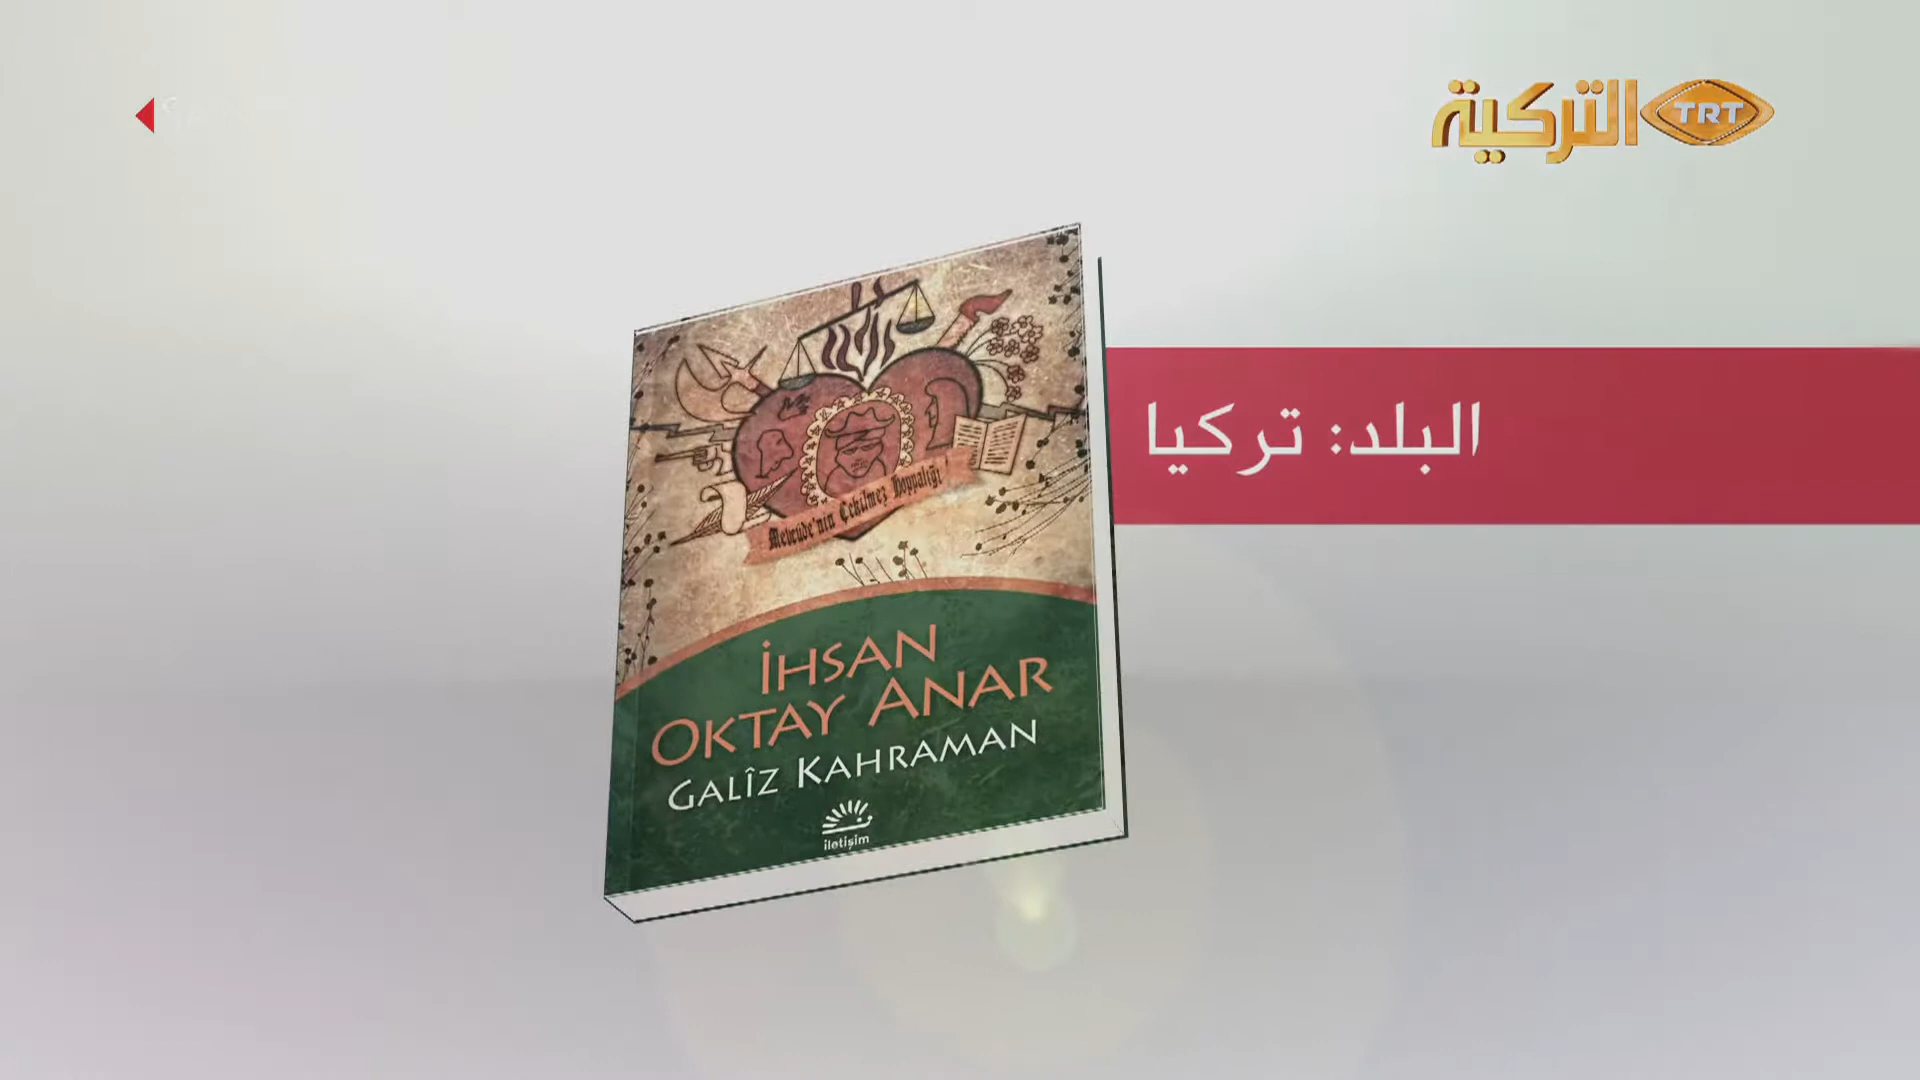 التركية TRT
البلد: تركيا
Mevcude'nin Çekilmez Hoppalığı
İHSAN
OKTAY ANAR
GALÎZ KAHRAMAN
iletişim